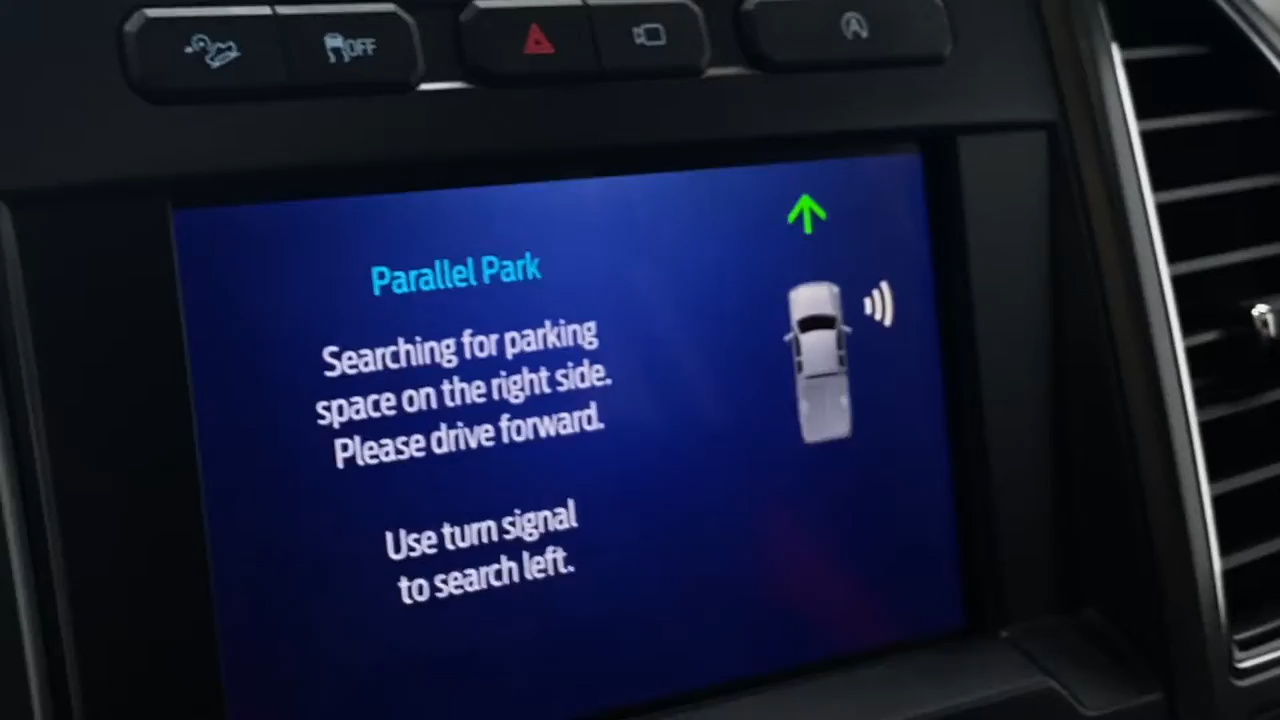 OFF
A
Parallel Park
Searching for parking
space on the right side.
Please drive forward.
Use turn signal
to search left.